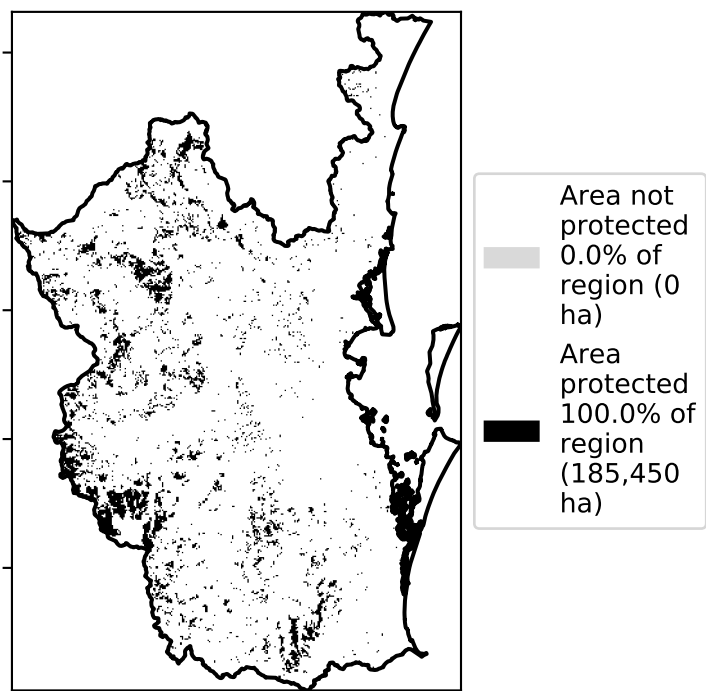 Area not
protected
0.0% of
region (0
ha)
Area
protected
100.0% of
region
(185,450
ha)